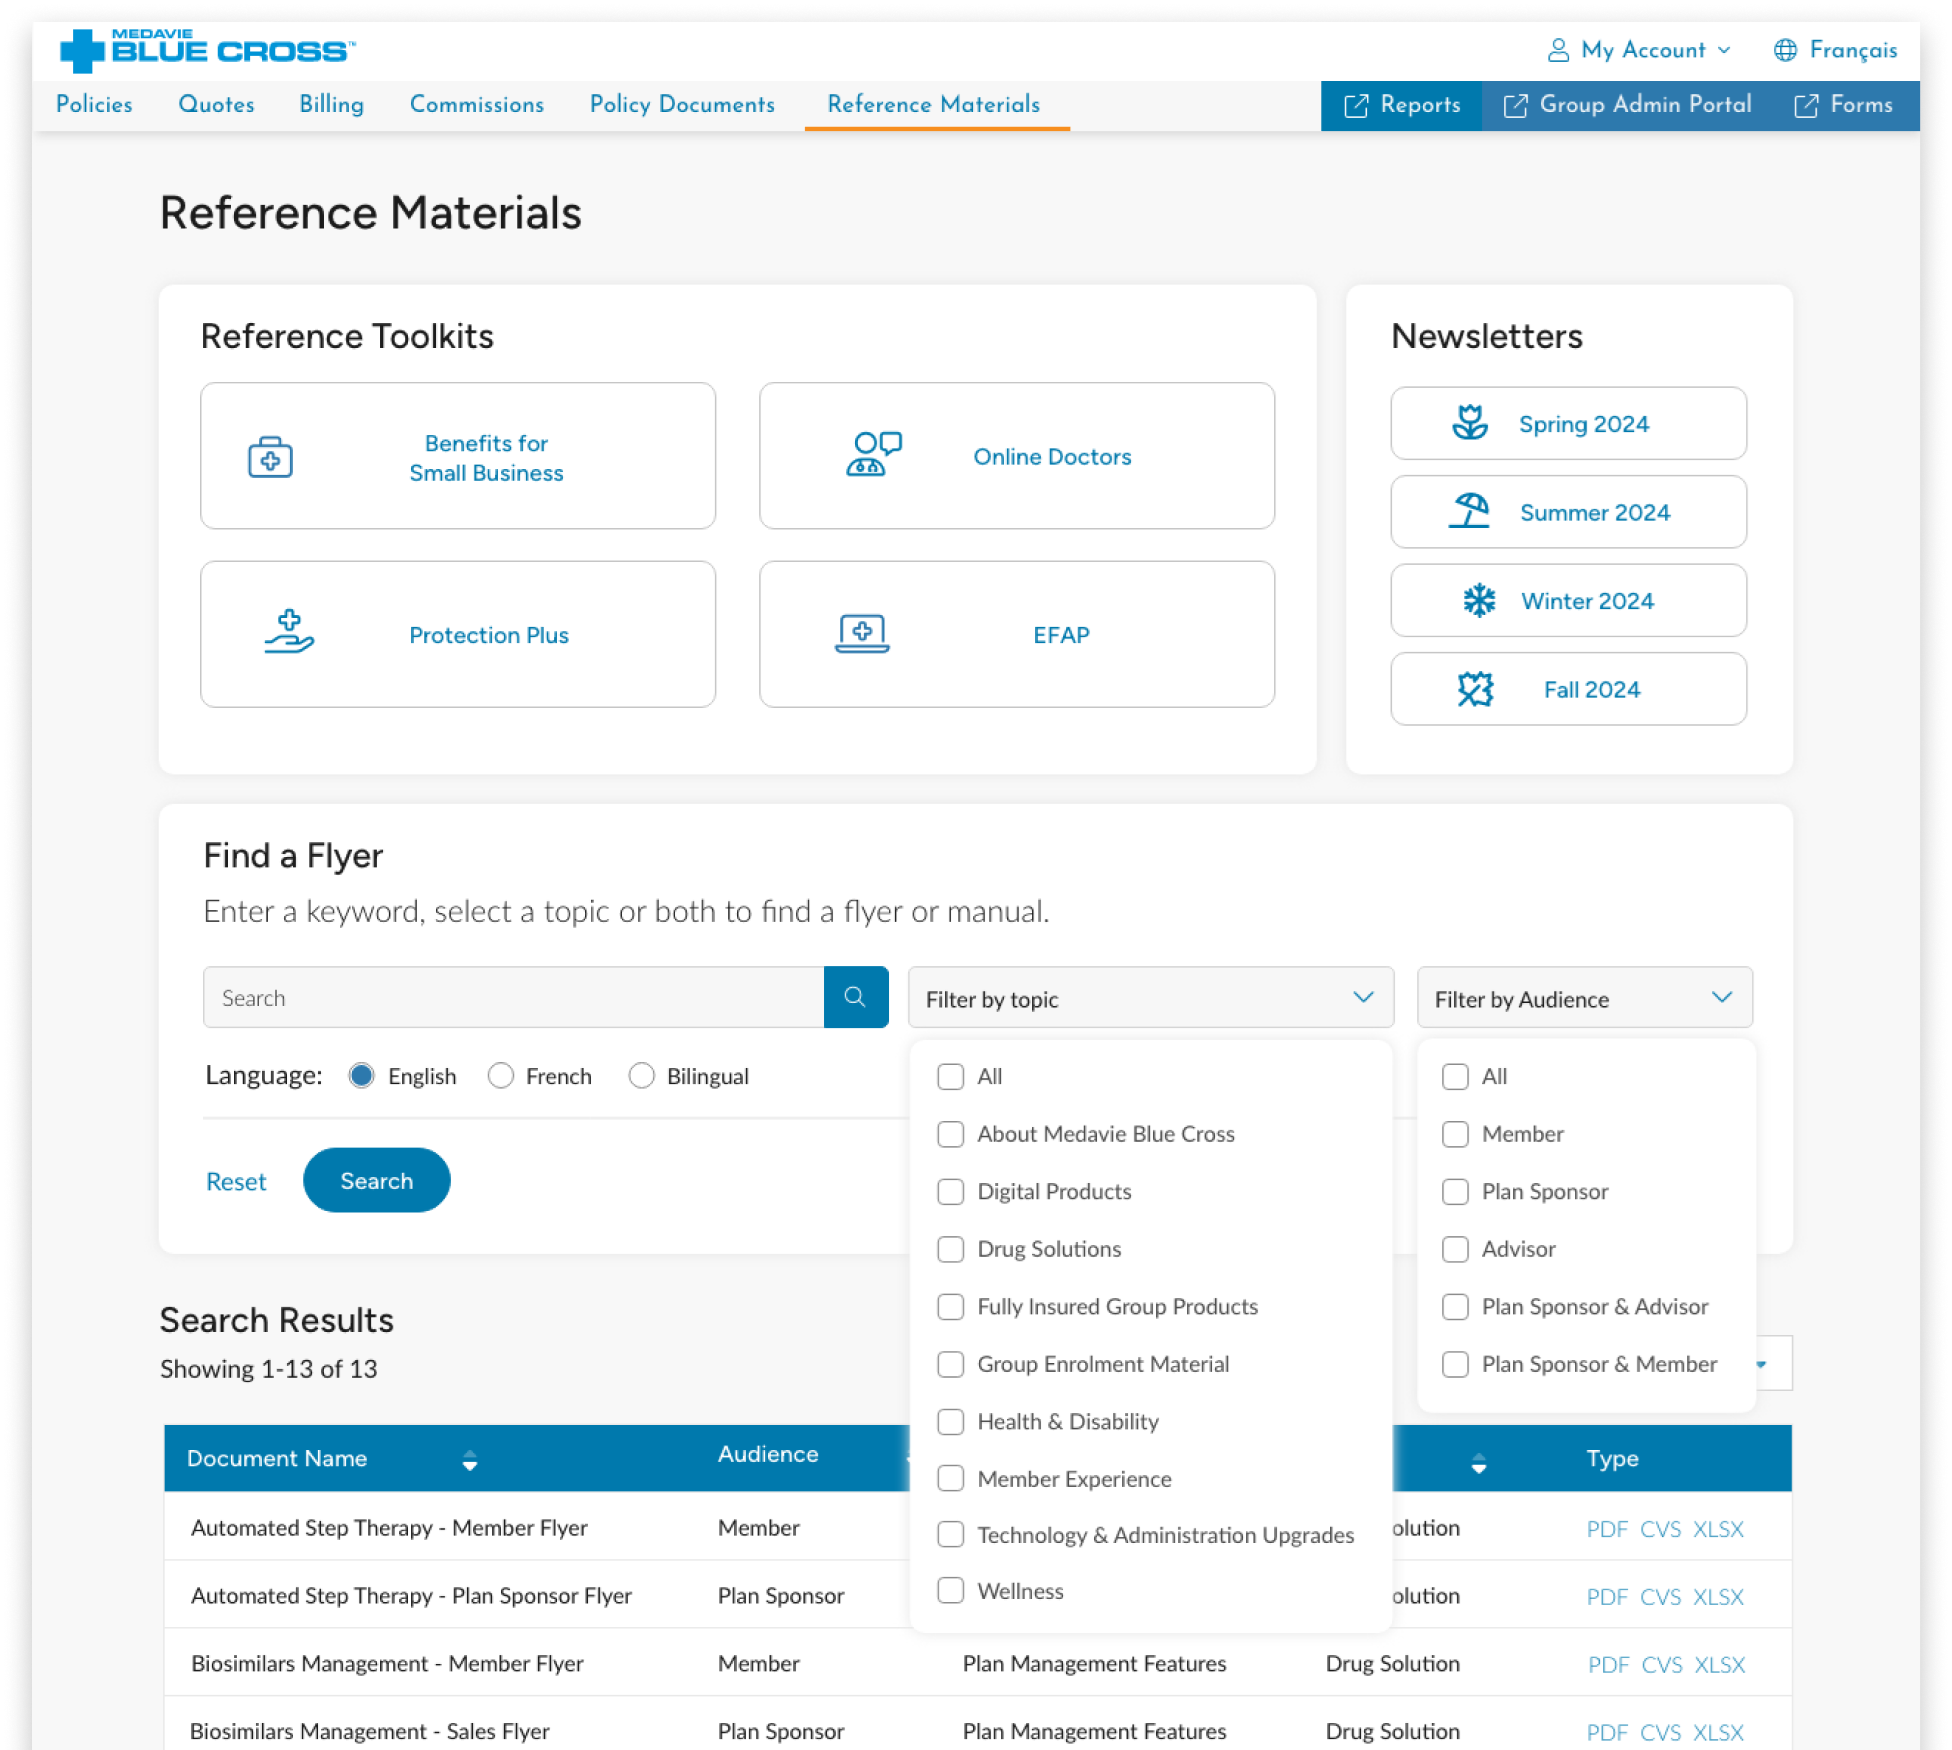 MEDAVIE
BLUE CROSS™
My Account
Français
Policies
Quotes
Billing
Commissions
Policy Documents
Reference Materials
Reports
Group Admin Portal
Forms
Reference Materials
Reference Toolkits
Benefits for
Small Business
Online Doctors
Protection Plus
EFAP
Newsletters
Spring 2024
Summer 2024
Winter 2024
Fall 2024
Find a Flyer
Enter a keyword, select a topic or both to find a flyer or manual.
Search
Filter by topic
Filter by Audience
Language:
English
French
Bilingual
Reset
Search
All
About Medavie Blue Cross
Digital Products
Drug Solutions
Fully Insured Group Products
Group Enrolment Material
Health & Disability
Member Experience
Technology & Administration Upgrades
Wellness
All
Member
Plan Sponsor
Advisor
Plan Sponsor & Advisor
Plan Sponsor & Member
Search Results
Showing 1-13 of 13
Document Name Audience Type
Automated Step Therapy - Member Flyer Member olution PDF CVS XLSX
Automated Step Therapy - Plan Sponsor Flyer Plan Sponsor olution PDF CVS XLSX
Biosimilars Management - Member Flyer Member Plan Management Features Drug Solution PDF CVS XLSX
Biosimilars Management - Sales Flyer Plan Sponsor Plan Management Features Drug Solution PDF CVS XLSX